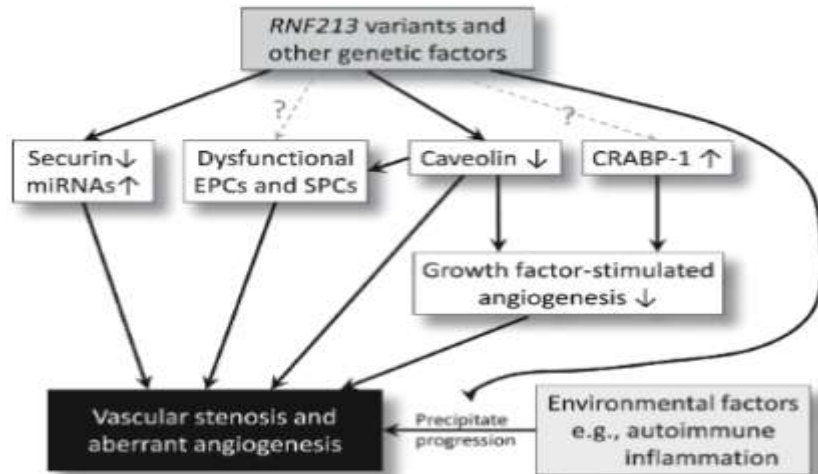 RNF213 variants and
other genetic factors
?
?
Securin↓
miRNAs↑
Dysfunctional
EPCs and SPCs
Caveolin ↓
CRABP-1 ↑
Growth factor-stimulated
angiogenesis ↓
Vascular stenosis and
aberrant angiogenesis
Precipitate
progression
Environmental factors
e.g., autoimmune
inflammation